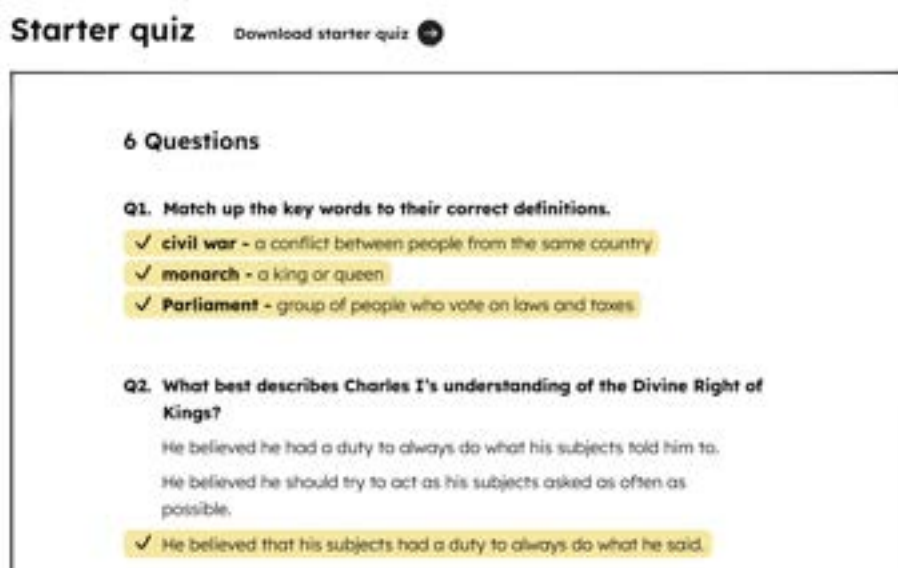 Starter quiz Download starter quiz
6 Questions
Q1. Match up the key words to their correct definitions.
✓ civil war - a conflict between people from the same country
✓ monarch - a king or queen
✓ Parliament - group of people who vote on laws and taxes
Q2. What best describes Charles I's understanding of the Divine Right of
Kings?
He believed he had a duty to always do what his subjects told him to.
He believed he should try to act as his subjects asked as often as
possible.
✓ He believed that his subjects had a duty to always do what he said.